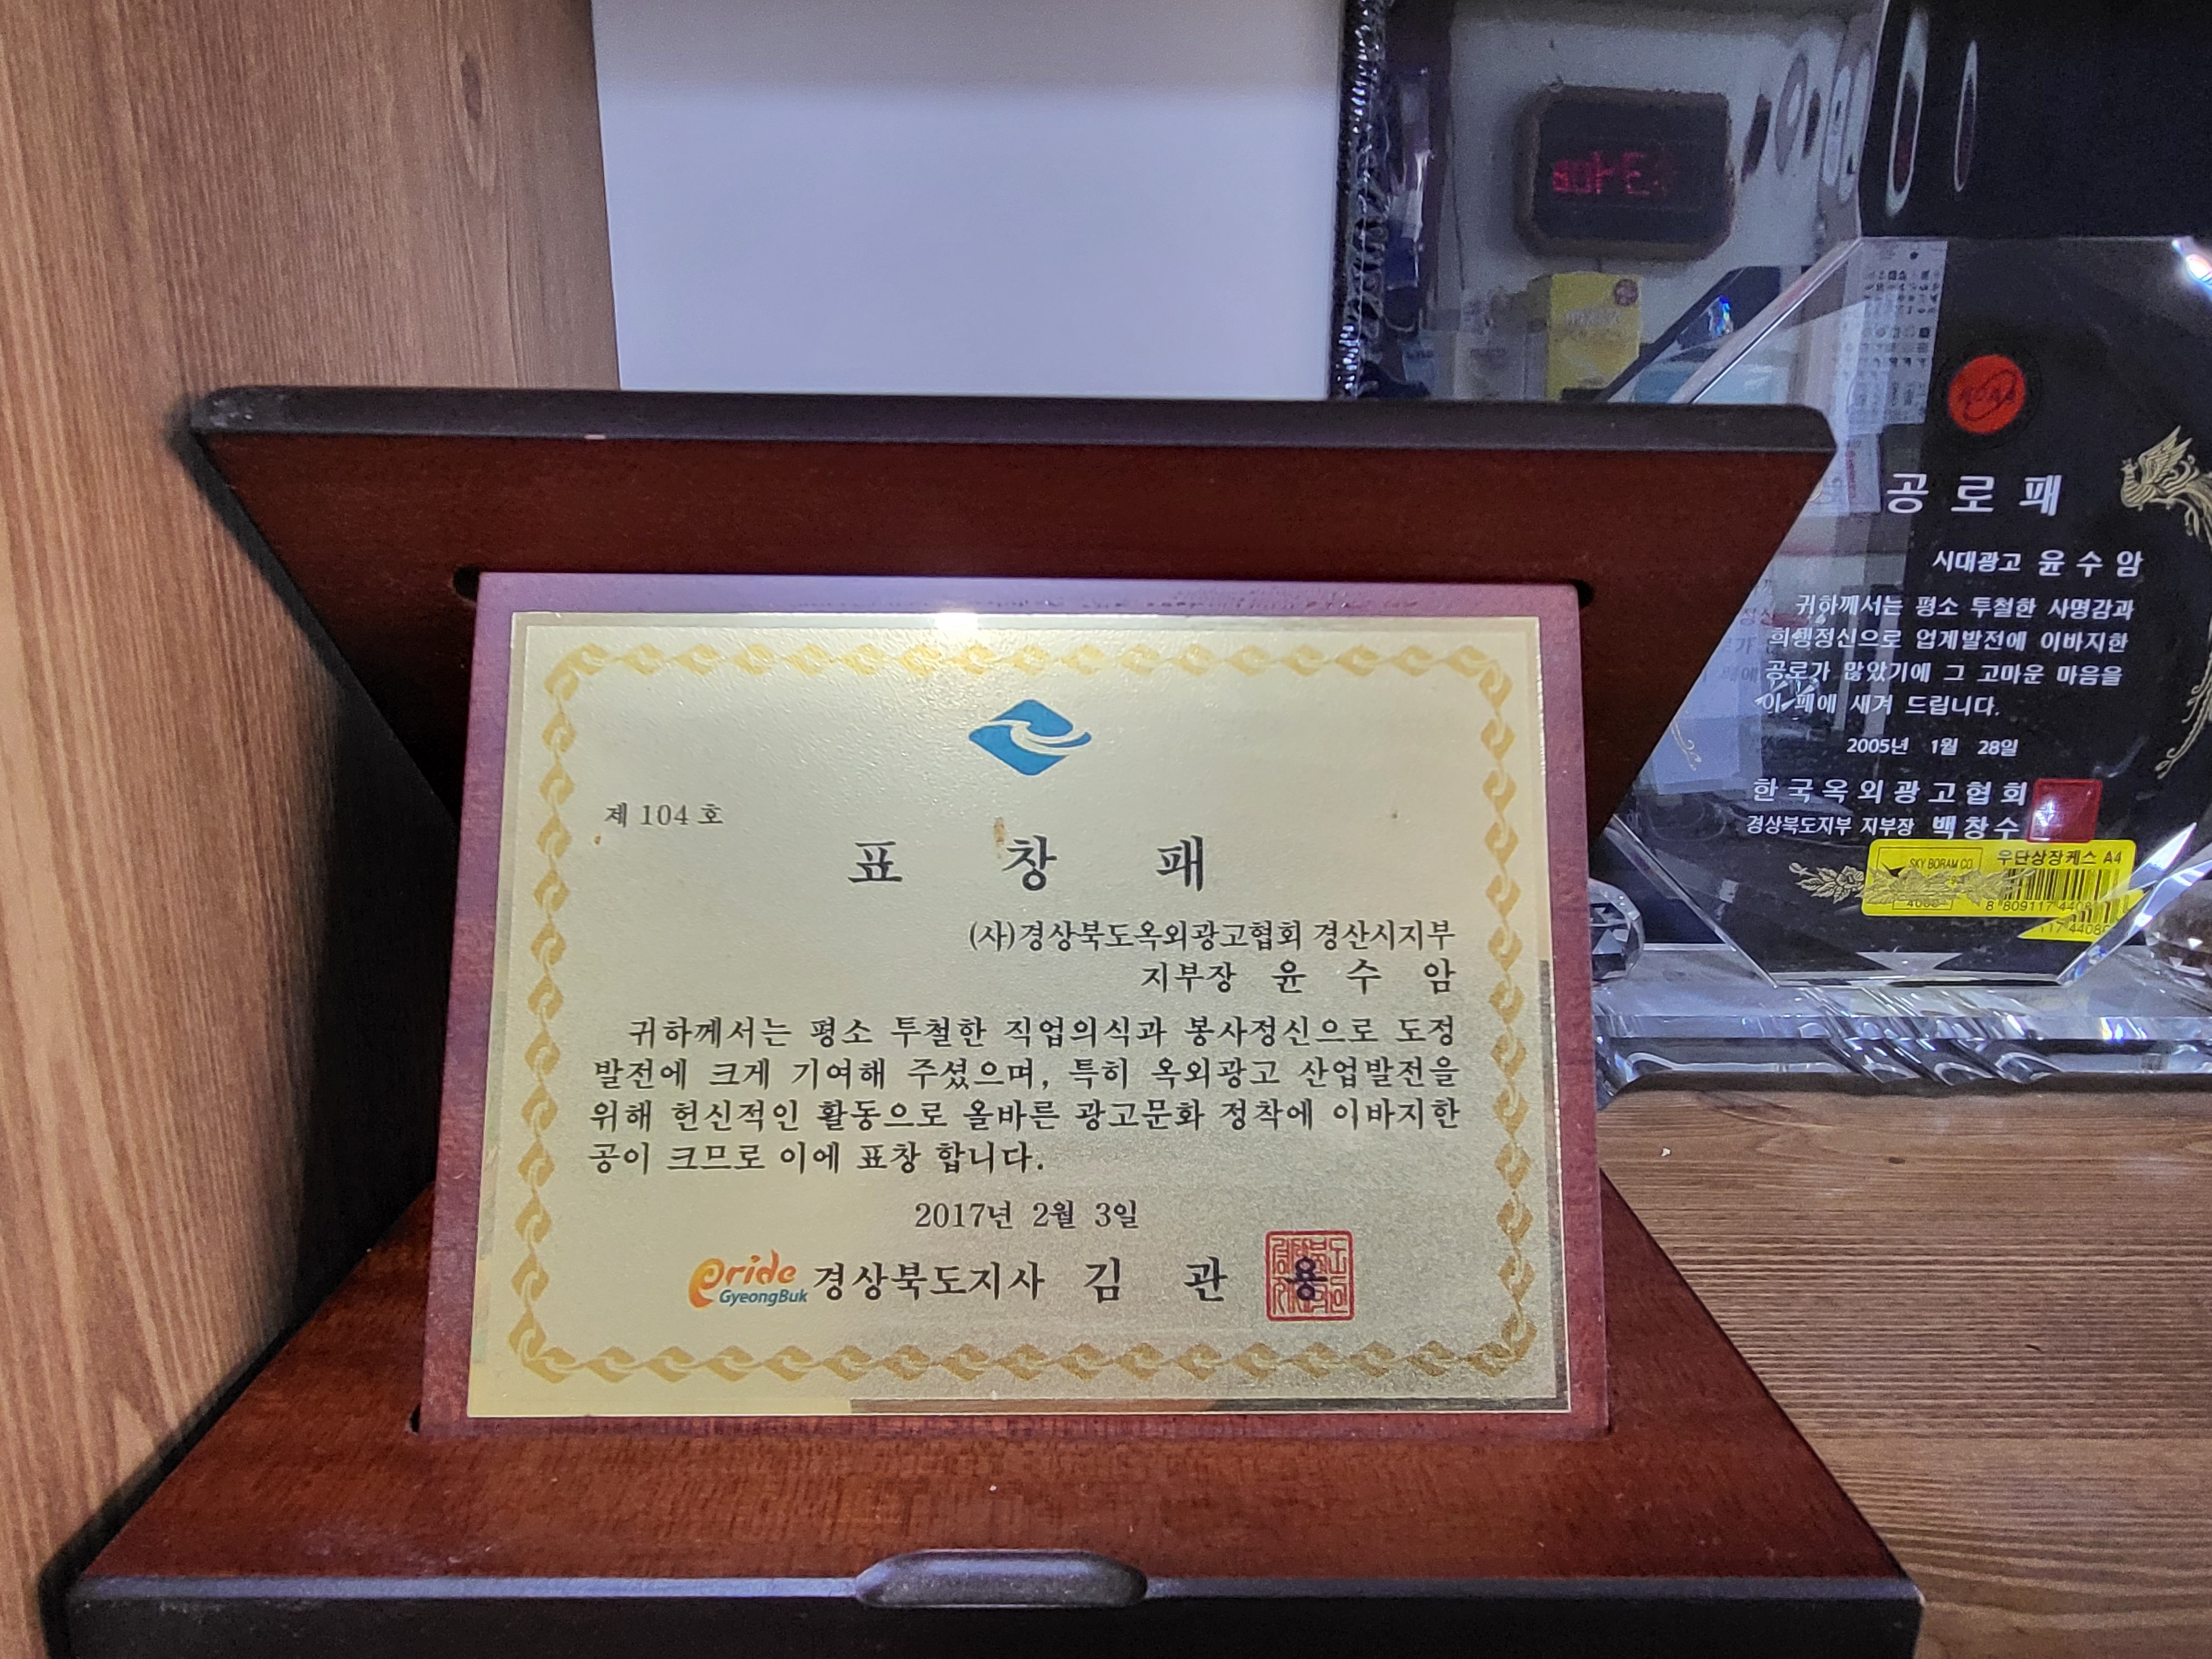 제 104 호
표 창 패
(사)경상북도옥외광고협회 경산시지부
지부장 윤 수 암
귀하께서는 평소 투철한 직업의식과 봉사정신으로 도정
발전에 크게 기여해 주셨으며, 특히 옥외광고 산업발전을
위해 헌신적인 활동으로 올바른 광고문화 정착에 이바지한
공이 크므로 이에 표창 합니다.
2017년 2월 3일
Pride GyeongBuk
경상북도지사 김 관 용
공로패
시대광고 윤 수 암
귀하께서는 평소 투철한 사명감과
희생정신으로 업계발전에 이바지한
공로가 많았기에 그 고마운 마음을
이 패에 새겨 드립니다.
2005년 1월 28일
한국옥외광고협회
경상북도지부 지부장 백창수
SKY BORAM CO.
우단상장케스 A4
4000
8 809117 4408
117 4408